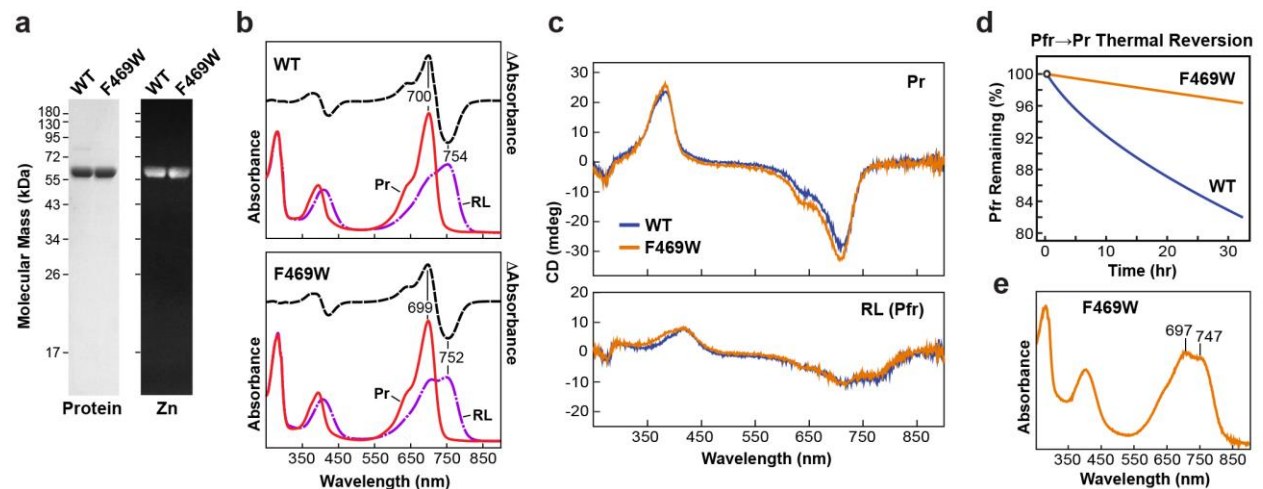 a
WT
F469W
WT
F469W
Molecular Mass (kDa)
180
130
95
72
55
43
34
26
17
Protein
Zn
b
WT
700
754
Pr
RL
Absorbance
ΔAbsorbance
F469W
699
752
Pr
RL
Absorbance
ΔAbsorbance
350 450 550 650 750 850
Wavelength (nm)
c
Pr
30
20
10
0
-10
-20
-30
WT
F469W
CD (mdeg)
RL (Pfr)
20
10
0
-10
-20
350 450 550 650 750 850
Wavelength (nm)
d
Pfr→Pr Thermal Reversion
Pfr Remaining (%)
100
96
92
88
84
80
F469W
WT
0 10 20 30
Time (hr)
e
F469W
697 747
Absorbance
350 450 550 650 750 850
Wavelength (nm)